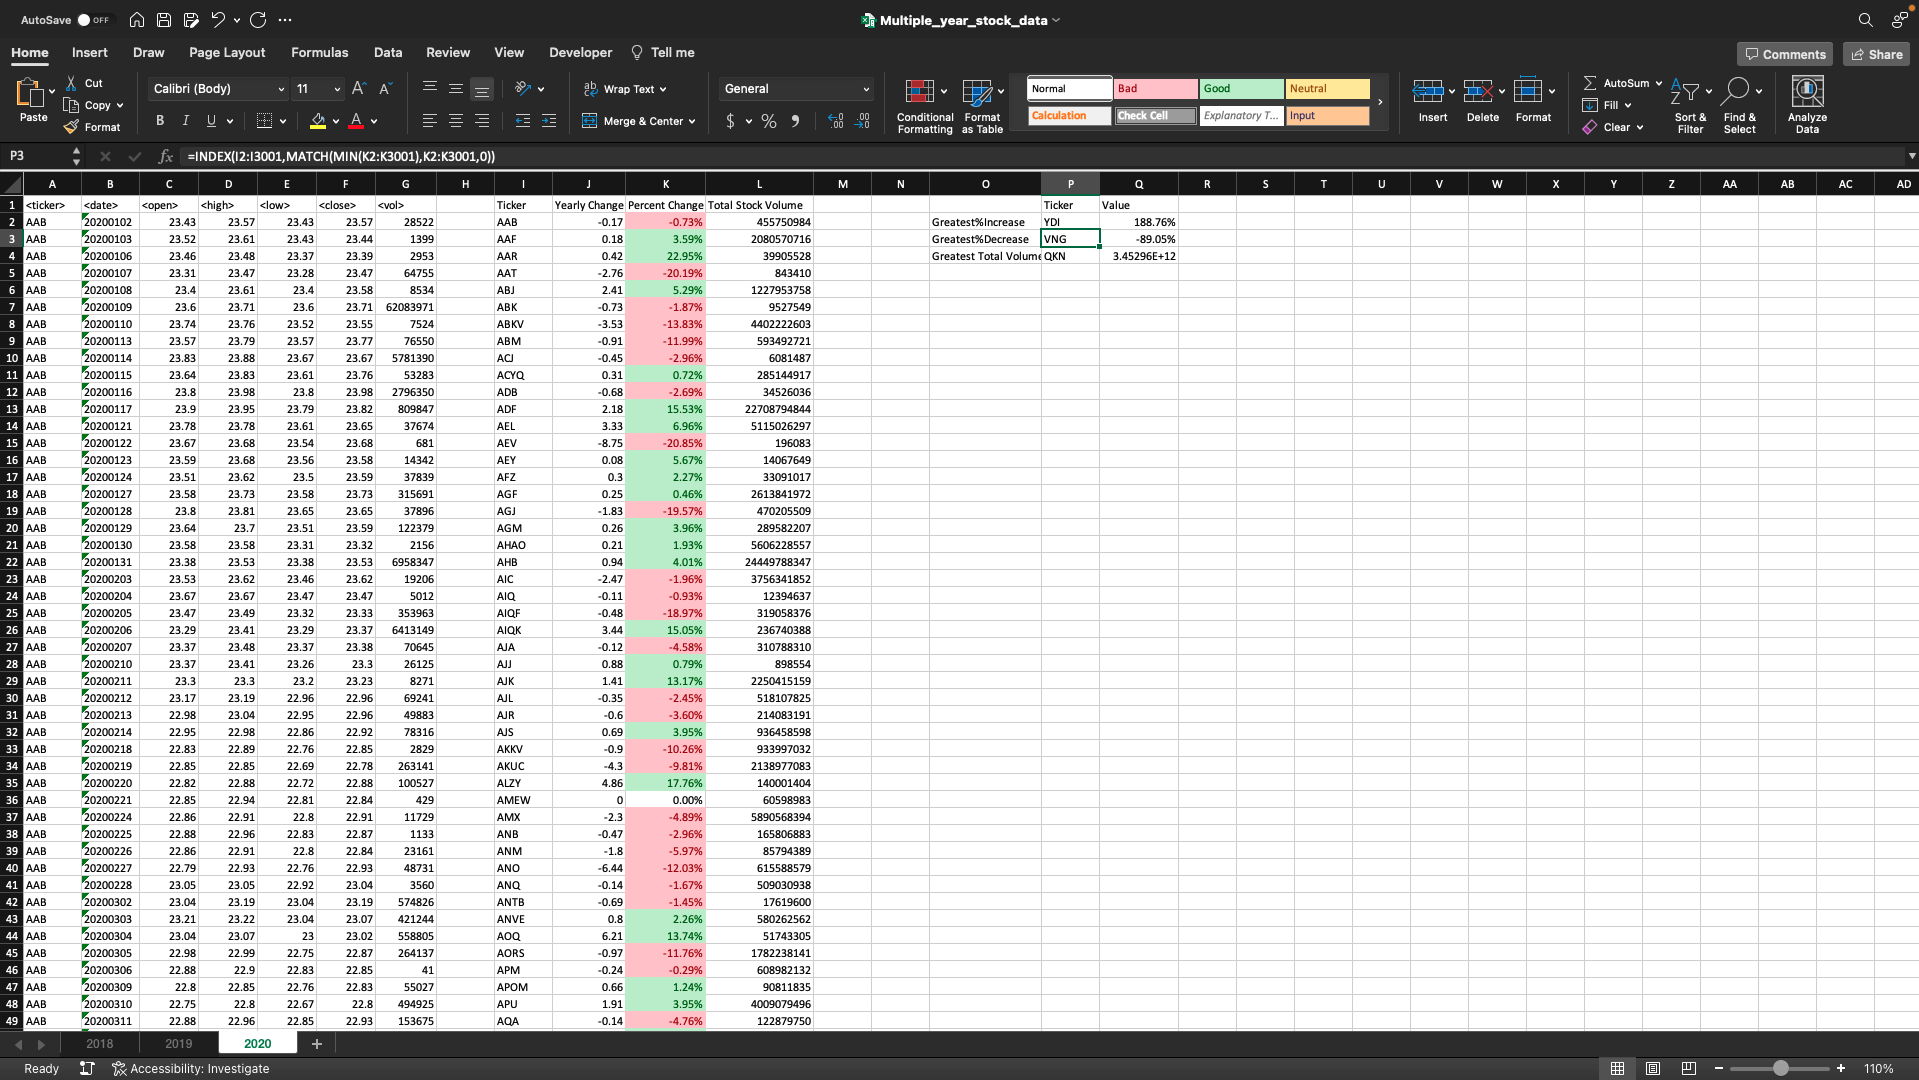 AutoSave OFF Multiple_year_stock_data
Home Insert Draw Page Layout Formulas Data Review View Developer Tell me Comments Share
Paste Cut Copy Format
Calibri (Body) 11 A A
B I U A
ab Wrap Text
Merge & Center
General
$ % 9 .00 .00
Conditional Formatting Format as Table
Normal Bad Good Neutral
Calculation Check Cell Explanatory T... Input
Insert Delete Format
AutoSum Fill Clear
Sort & Filter Find & Select Analyze Data
P3 fx =INDEX(I2:I3001,MATCH(MIN(K2:K3001),K2:K3001,0))
A B C D E F G H I J K L M N O P Q R S T U V W X Y Z AA AB AC AD
1 <ticker> <date> <open> <high> <low> <close> <vol> Ticker Yearly Change Percent Change Total Stock Volume Ticker Value
2 AAB 20200102 23.43 23.57 23.43 23.57 28522 AAB -0.17 -0.73% 455750984 Greatest%Increase YDI 188.76%
3 AAB 20200103 23.52 23.61 23.43 23.44 1399 AAF 0.18 3.59% 2080570716 Greatest%Decrease VNG -89.05%
4 AAB 20200106 23.46 23.48 23.37 23.39 2953 AAR 0.42 22.95% 39905528 Greatest Total Volume QKN 3.45296E+12
5 AAB 20200107 23.31 23.47 23.28 23.47 64755 AAT -2.76 -20.19% 843410
6 AAB 20200108 23.4 23.61 23.4 23.58 8534 ABJ 2.41 5.29% 1227953758
7 AAB 20200109 23.6 23.71 23.6 23.71 62083971 ABK -0.73 -1.87% 9527549
8 AAB 20200110 23.74 23.76 23.52 23.55 7524 ABKV -3.53 -13.83% 4402222603
9 AAB 20200113 23.57 23.79 23.57 23.77 76550 ABM -0.91 -11.99% 593492721
10 AAB 20200114 23.83 23.88 23.67 23.67 5781390 ACJ -0.45 -2.96% 6081487
11 AAB 20200115 23.64 23.83 23.61 23.76 53283 ACYQ 0.31 0.72% 285144917
12 AAB 20200116 23.8 23.98 23.8 23.98 2796350 ADB -0.68 -2.69% 34526036
13 AAB 20200117 23.9 23.95 23.79 23.82 809847 ADF 2.18 15.53% 22708794844
14 AAB 20200121 23.78 23.78 23.61 23.65 37674 AEL 3.33 6.96% 5115026297
15 AAB 20200122 23.67 23.68 23.54 23.68 681 AEV -8.75 -20.85% 196083
16 AAB 20200123 23.59 23.68 23.56 23.58 14342 AEY 0.08 5.67% 14067649
17 AAB 20200124 23.51 23.62 23.5 23.59 37839 AFZ 0.3 2.27% 33091017
18 AAB 20200127 23.58 23.73 23.58 23.73 315691 AGF 0.25 0.46% 2613841972
19 AAB 20200128 23.8 23.81 23.65 23.65 37896 AGJ -1.83 -19.57% 470205509
20 AAB 20200129 23.64 23.7 23.51 23.59 122379 AGM 0.26 3.96% 289582207
21 AAB 20200130 23.58 23.58 23.31 23.32 2156 AHAO 0.21 1.93% 5606228557
22 AAB 20200131 23.38 23.53 23.38 23.53 6958347 AHB 0.94 4.01% 24449788347
23 AAB 20200203 23.53 23.62 23.46 23.62 19206 AIC -2.47 -1.96% 3756341852
24 AAB 20200204 23.67 23.67 23.47 23.47 5012 AIQ -0.11 -0.93% 12394637
25 AAB 20200205 23.47 23.49 23.32 23.33 353963 AIQF -0.48 -18.97% 319058376
26 AAB 20200206 23.29 23.41 23.29 23.37 6413149 AIQK 3.44 15.05% 236740388
27 AAB 20200207 23.37 23.48 23.37 23.38 70645 AJA -0.12 -4.58% 310788310
28 AAB 20200210 23.37 23.41 23.26 23.3 26125 AJJ 0.88 0.79% 898554
29 AAB 20200211 23.3 23.3 23.2 23.23 8271 AJK 1.41 13.17% 2250415159
30 AAB 20200212 23.17 23.19 22.96 22.96 69241 AJL -0.35 -2.45% 518107825
31 AAB 20200213 22.98 23.04 22.95 22.96 49883 AJR -0.6 -3.60% 214083191
32 AAB 20200214 22.95 22.98 22.86 22.92 78316 AJS 0.69 3.95% 936458598
33 AAB 20200218 22.83 22.89 22.76 22.85 2829 AKKV -0.9 -10.26% 933997032
34 AAB 20200219 22.85 22.85 22.69 22.78 263141 AKUC -4.3 -9.81% 2138977083
35 AAB 20200220 22.82 22.88 22.72 22.88 100527 ALZY 4.86 17.76% 140001404
36 AAB 20200221 22.85 22.94 22.81 22.84 429 AMEW 0 0.00% 60598983
37 AAB 20200224 22.86 22.91 22.8 22.91 11729 AMX -2.3 -4.89% 5890568394
38 AAB 20200225 22.88 22.96 22.83 22.87 1133 ANB -0.47 -2.96% 165806883
39 AAB 20200226 22.86 22.91 22.8 22.84 23161 ANM -1.8 -5.97% 85794389
40 AAB 20200227 22.79 22.93 22.76 22.93 48731 ANO -6.44 -12.03% 615588579
41 AAB 20200228 23.05 23.05 22.92 23.04 3560 ANQ -0.14 -1.67% 509030938
42 AAB 20200302 23.04 23.19 23.04 23.19 574826 ANTB -0.69 -1.45% 17619600
43 AAB 20200303 23.21 23.22 23.04 23.07 421244 ANVE 0.8 2.26% 580262562
44 AAB 20200304 23.04 23.07 23 23.02 558805 AOQ 6.21 13.74% 51743305
45 AAB 20200305 22.98 22.99 22.75 22.87 264137 AORS -0.97 -11.76% 1782238141
46 AAB 20200306 22.88 22.9 22.83 22.85 41 APM -0.24 -0.29% 608982132
47 AAB 20200309 22.8 22.85 22.76 22.83 55027 APOM 0.66 1.24% 90811835
48 AAB 20200310 22.75 22.8 22.67 22.8 494925 APU 1.91 3.95% 4009079496
49 AAB 20200311 22.88 22.96 22.85 22.93 153675 AQA -0.14 -4.76% 122879750
2018 2019 2020 +
Ready Accessibility: Investigate 110%